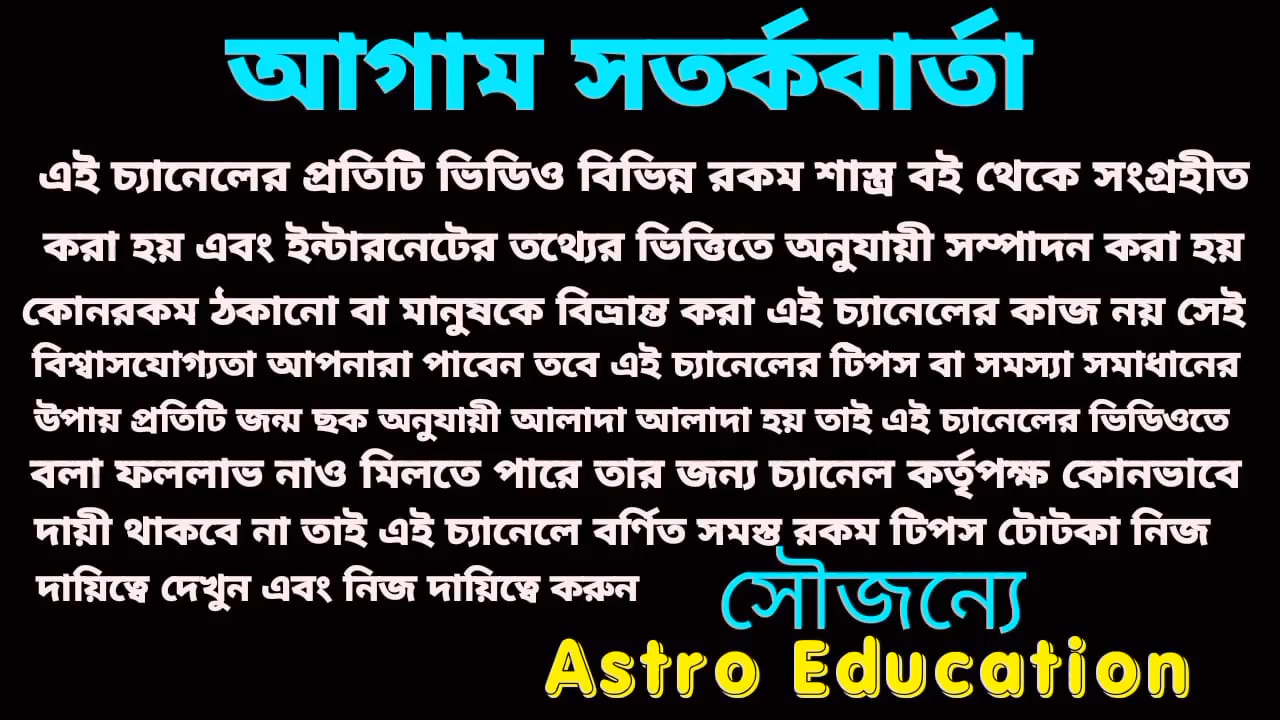 আগাম সতর্কবার্তা
এই চ্যানেলের প্রতিটি ভিডিও বিভিন্ন রকম শাস্ত্র বই থেকে সংগ্রহীত
করা হয় এবং ইন্টারনেটের তথ্যের ভিত্তিতে অনুযায়ী সম্পাদন করা হয়
কোনরকম ঠকানো বা মানুষকে বিভ্রান্ত করা এই চ্যানেলের কাজ নয় সেই
বিশ্বাসযোগ্যতা আপনারা পাবেন তবে এই চ্যানেলের টিপস বা সমস্যা সমাধানের
উপায় প্রতিটি জন্ম ছক অনুযায়ী আলাদা আলাদা হয় তাই এই চ্যানেলের ভিডিওতে
বলা ফললাভ নাও মিলতে পারে তার জন্য চ্যানেল কর্তৃপক্ষ কোনভাবে
দায়ী থাকবে না তাই এই চ্যানেলে বর্ণিত সমস্ত রকম টিপস টোটকা নিজ
দায়িত্বে দেখুন এবং নিজ দায়িত্বে করুন
সৌজন্যে
Astro Education